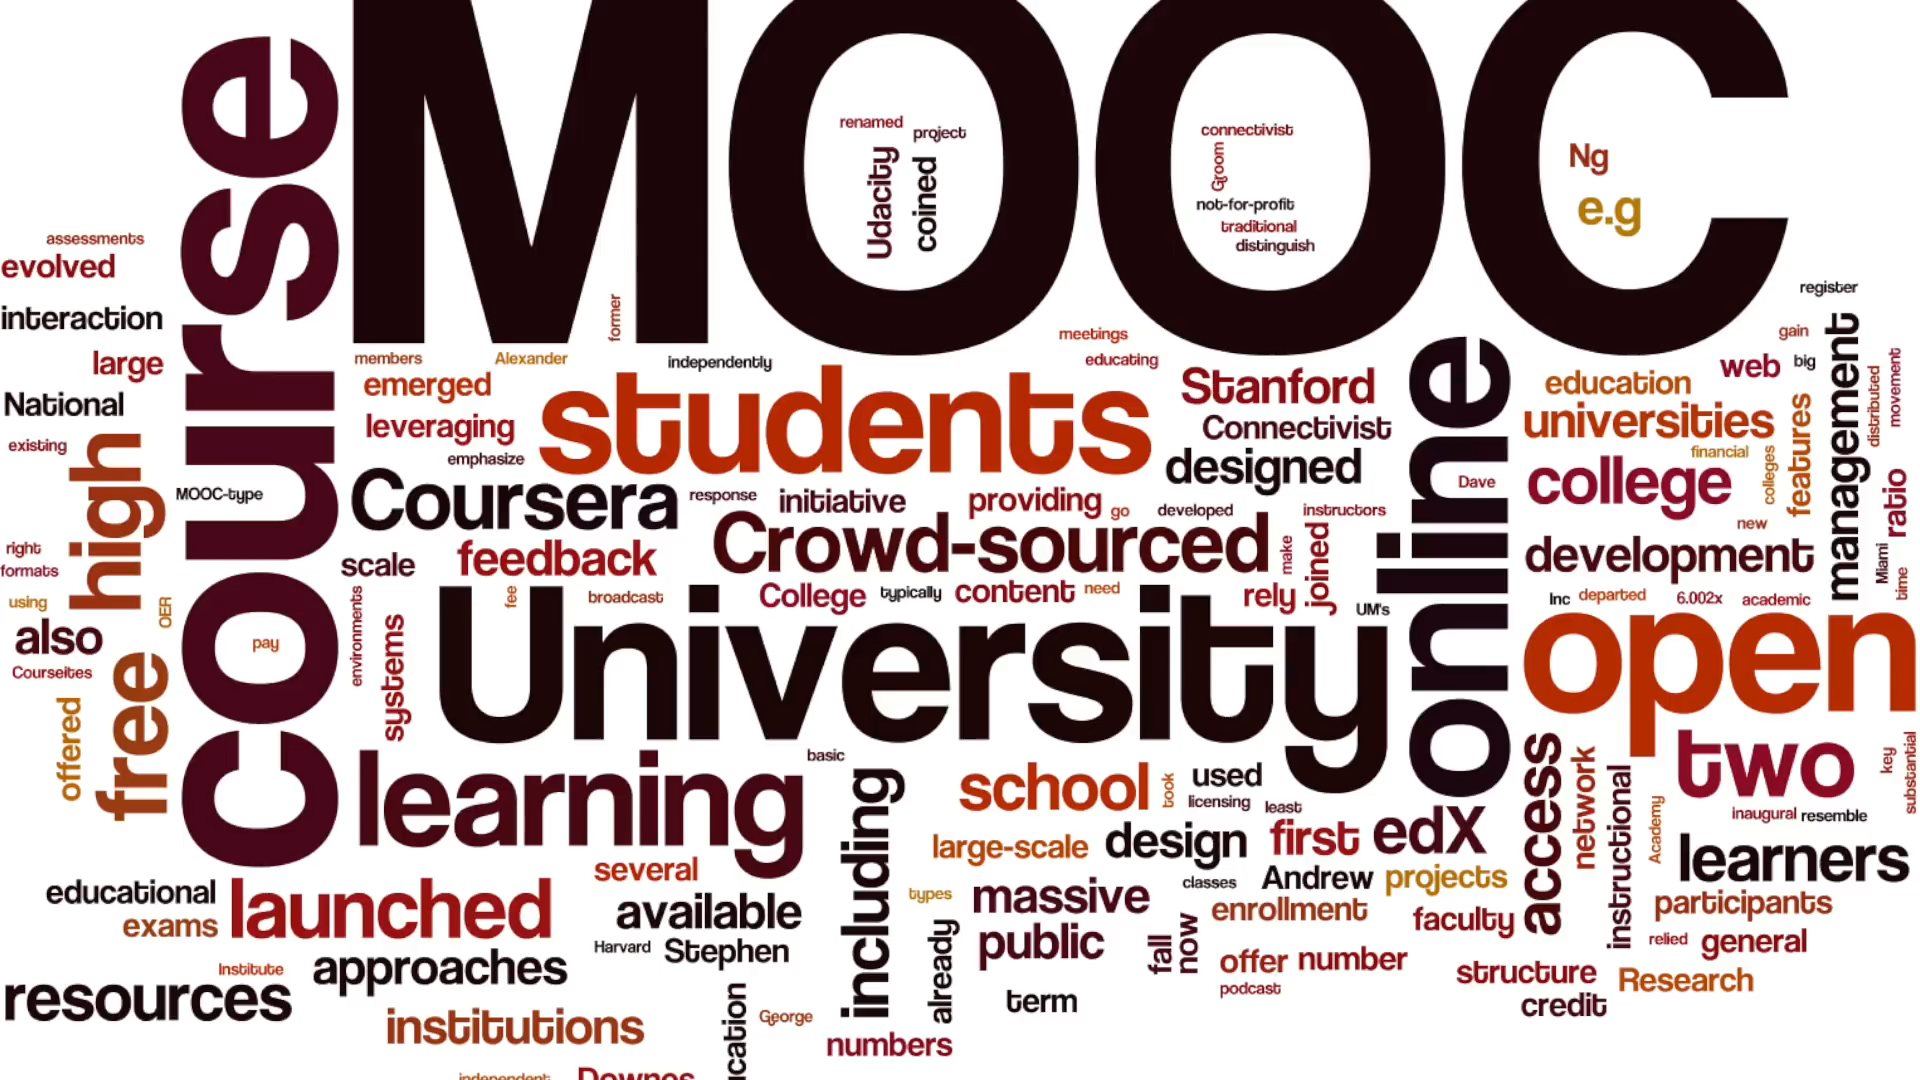 MOOC
course
renamed
project
Udacity
coined
connectivist
Groom
not-for-profit
traditional
distinguish
Ng
e.g
assessments
evolved
interaction
large
National
existing
high
MOOC-type
right
formats
using
OER
also
Courseites
free
offered
pay
former
members
Alexander
independently
meetings
educating
emerged
leveraging
emphasize
students
Stanford
Connectivist
designed
Coursera
response
initiative
providing
go
developed
instructors
scale
feedback
Crowd-sourced
make
joined
environments
systems
fee
broadcast
College
typically
content
need
rely
UM's
University
online
Dave
register
gain
web
big
management
distributed
movement
education
universities
financial
colleges
features
college
new
ratio
development
Miami
time
Inc
departed
6.002x
academic
open
two
key
substantial
inaugural
resemble
access
network
instructional
Academy
learners
participants
relied
general
learning
basic
including
school
took
used
licensing
least
large-scale
design
first
edX
several
educational
launched
exams
available
types
massive
classes
Andrew
projects
enrollment
faculty
Harvard
Stephen
already
public
fall
now
offer
number
podcast
structure
Research
credit
Institute
approaches
resources
institutions
George
term
numbers
ucation
independent
Downes